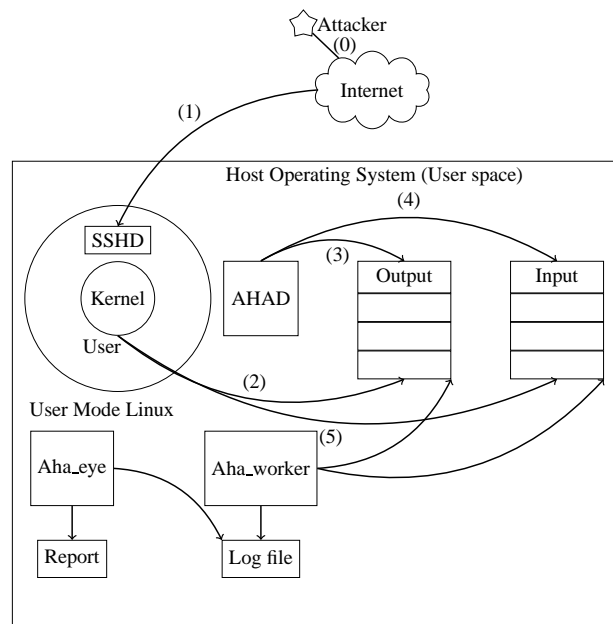 Attacker
(0)
Internet
(1)
Host Operating System (User space)
(4)
SSHD
(3)
Output
Input
Kernel
AHAD
User
(2)
User Mode Linux
(5)
Aha_eye
Aha_worker
Report
Log file